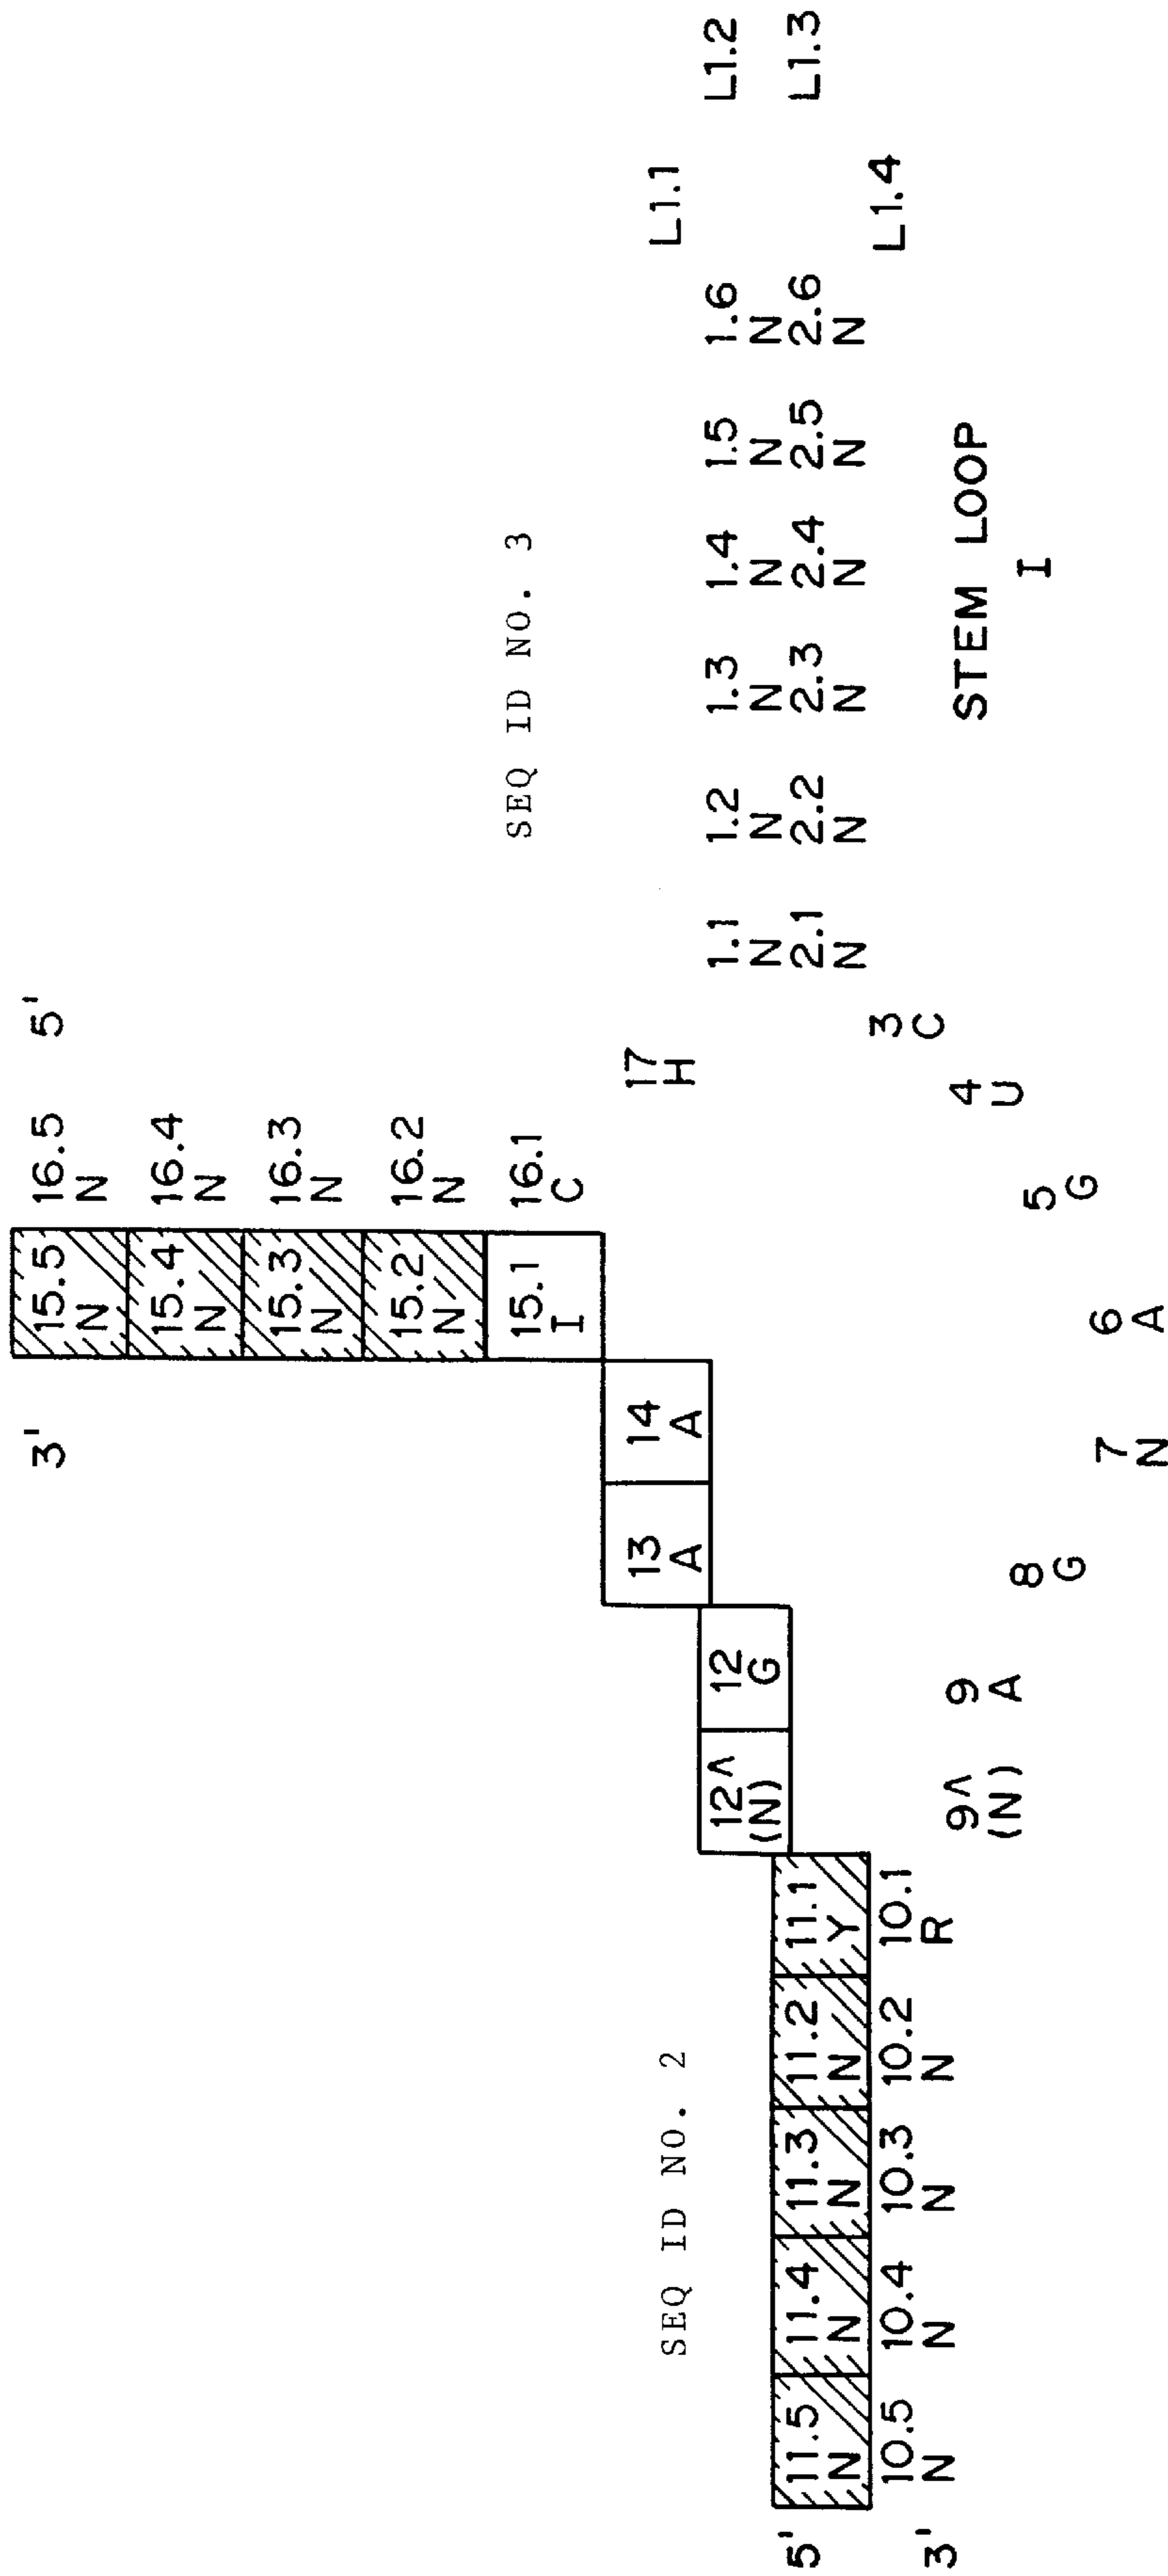 3' 5'
15.5 16.5
N N
15.4 16.4
N N
15.3 16.3
N N
15.2 16.2
N N
15.1 16.1
I C
SEQ ID NO. 3
13 14 17
A A H
SEQ ID NO. 2
L1.1
12^ 12
(N) G
1.1 1.2 1.3 1.4 1.5 1.6 L1.2
N N N N N N
5' 11.5 11.4 11.3 11.2 11.1
N N N N Y
2.1 2.2 2.3 2.4 2.5 2.6 L1.3
N N N N N N
3 L1.4
C
3' 10.5 10.4 10.3 10.2 10.1
N N N N R
9^ 9 4
(N) A U
STEM LOOP
I
8 5
G G
7 6
N A